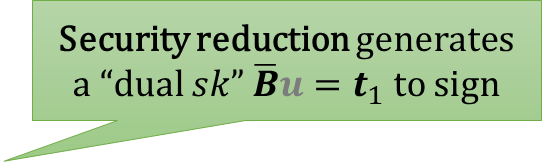 Security reduction generates
a “dual sk” B̅u = t₁ to sign